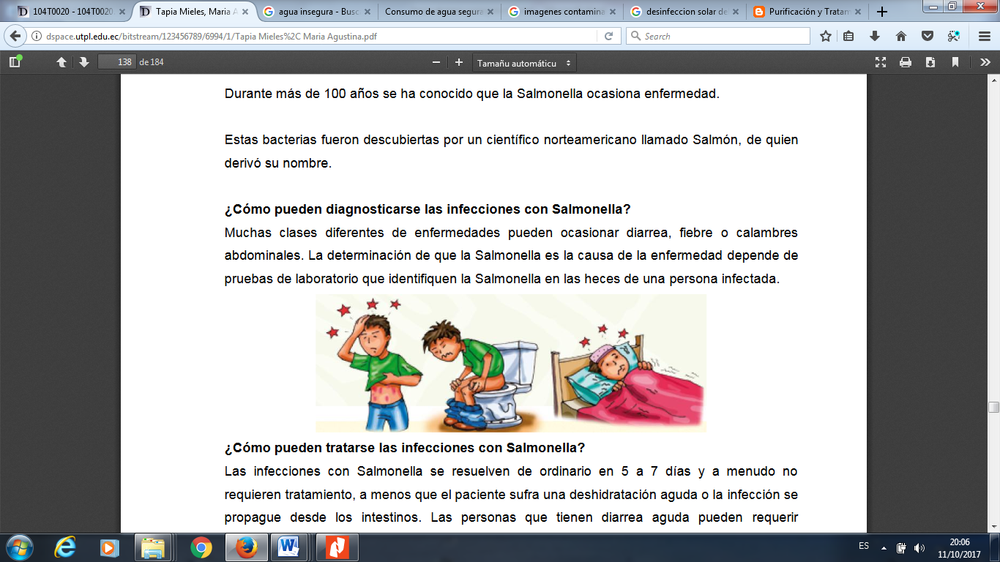 104T0020 - 104T0020
Tapia Mieles, Maria A
agua insegura - Busc
Consumo de agua segura
imagenes contamina
desinfeccion solar de
Purificación y Tratam
dspace.utpl.edu.ec/bitstream/123456789/6994/1/Tapia Mieles%2C Maria Agustina.pdf
Search
138 de 184
Tamañu automáticu
Durante más de 100 años se ha conocido que la Salmonella ocasiona enfermedad.
Estas bacterias fueron descubiertas por un científico norteamericano llamado Salmón, de quien
derivó su nombre.
¿Cómo pueden diagnosticarse las infecciones con Salmonella?
Muchas clases diferentes de enfermedades pueden ocasionar diarrea, fiebre o calambres
abdominales. La determinación de que la Salmonella es la causa de la enfermedad depende de
pruebas de laboratorio que identifiquen la Salmonella en las heces de una persona infectada.
¿Cómo pueden tratarse las infecciones con Salmonella?
Las infecciones con Salmonella se resuelven de ordinario en 5 a 7 días y a menudo no
requieren tratamiento, a menos que el paciente sufra una deshidratación aguda o la infección se
propague desde los intestinos. Las personas que tienen diarrea aguda pueden requerir
ES
20:06
11/10/2017